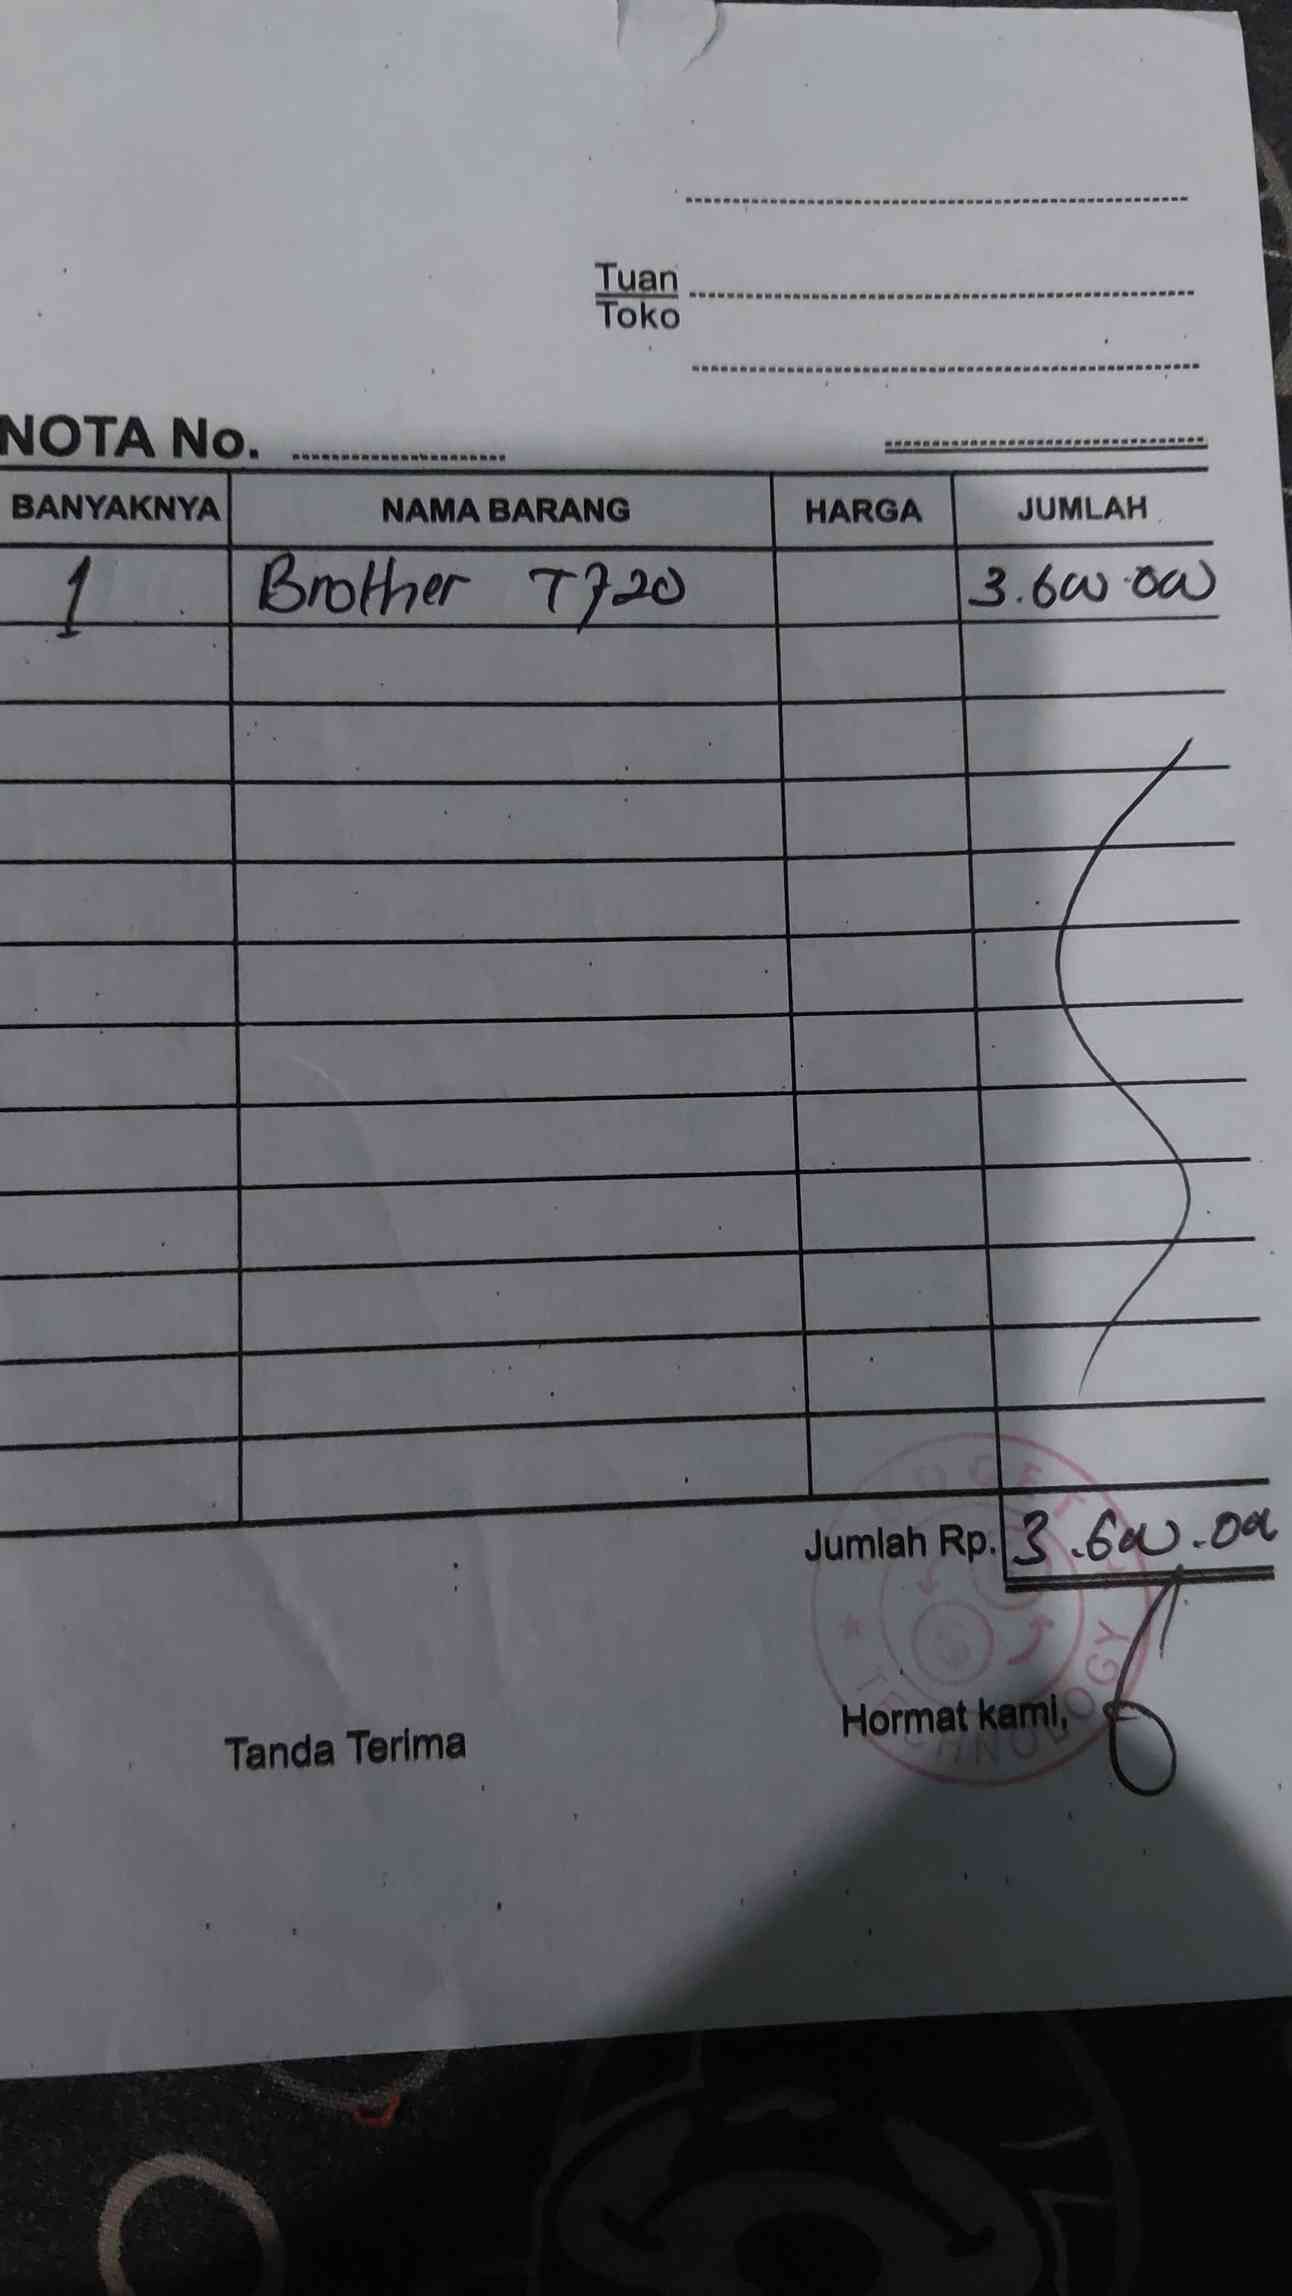 Tuan
Toko
NOTA No.
BANYAKNYA NAMA BARANG HARGA JUMLAH
1 Brother T720 3.600.000
Jumlah Rp. 3.600.000
Tanda Terima Hormat kami,
TECHNOLOGY